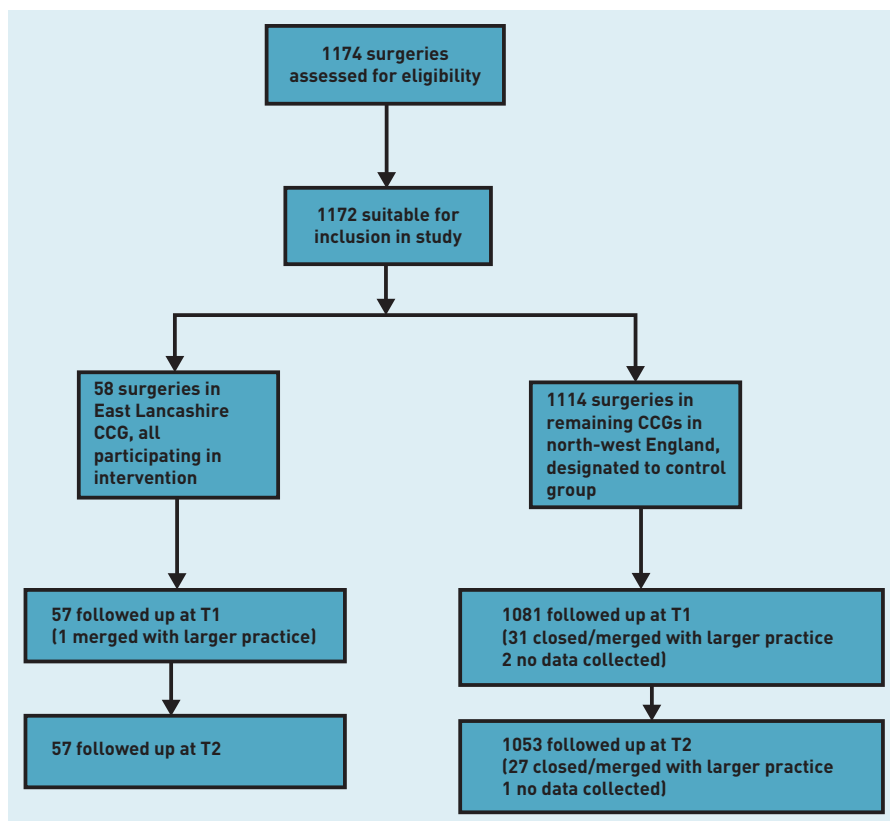 1174 surgeries
assessed for eligibility
1172 suitable for
inclusion in study
58 surgeries in
East Lancashire
CCG, all
participating in
intervention
1114 surgeries in
remaining CCGs in
north-west England,
designated to control
group
57 followed up at T1
(1 merged with larger practice)
1081 followed up at T1
(31 closed/merged with larger practice
2 no data collected)
57 followed up at T2
1053 followed up at T2
(27 closed/merged with larger practice
1 no data collected)